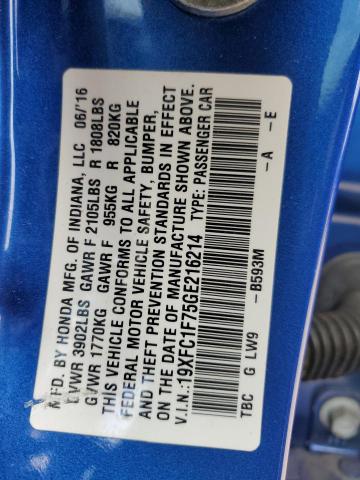 MFD. BY HONDA MFG. OF INDIANA, LLC 06/'16
GVWR 3902LBS GAWR F 2105LBS R 1808LBS
GVWR 1770KG GAWR F 955KG R 820KG
THIS VEHICLE CONFORMS TO ALL APPLICABLE
FEDERAL MOTOR VEHICLE SAFETY, BUMPER,
AND THEFT PREVENTION STANDARDS IN EFFECT
ON THE DATE OF MANUFACTURE SHOWN ABOVE.
V.I.N.: 19XFC1F75GE216214 TYPE: PASSENGER CAR
TBC G LW9 -B593M -A -E